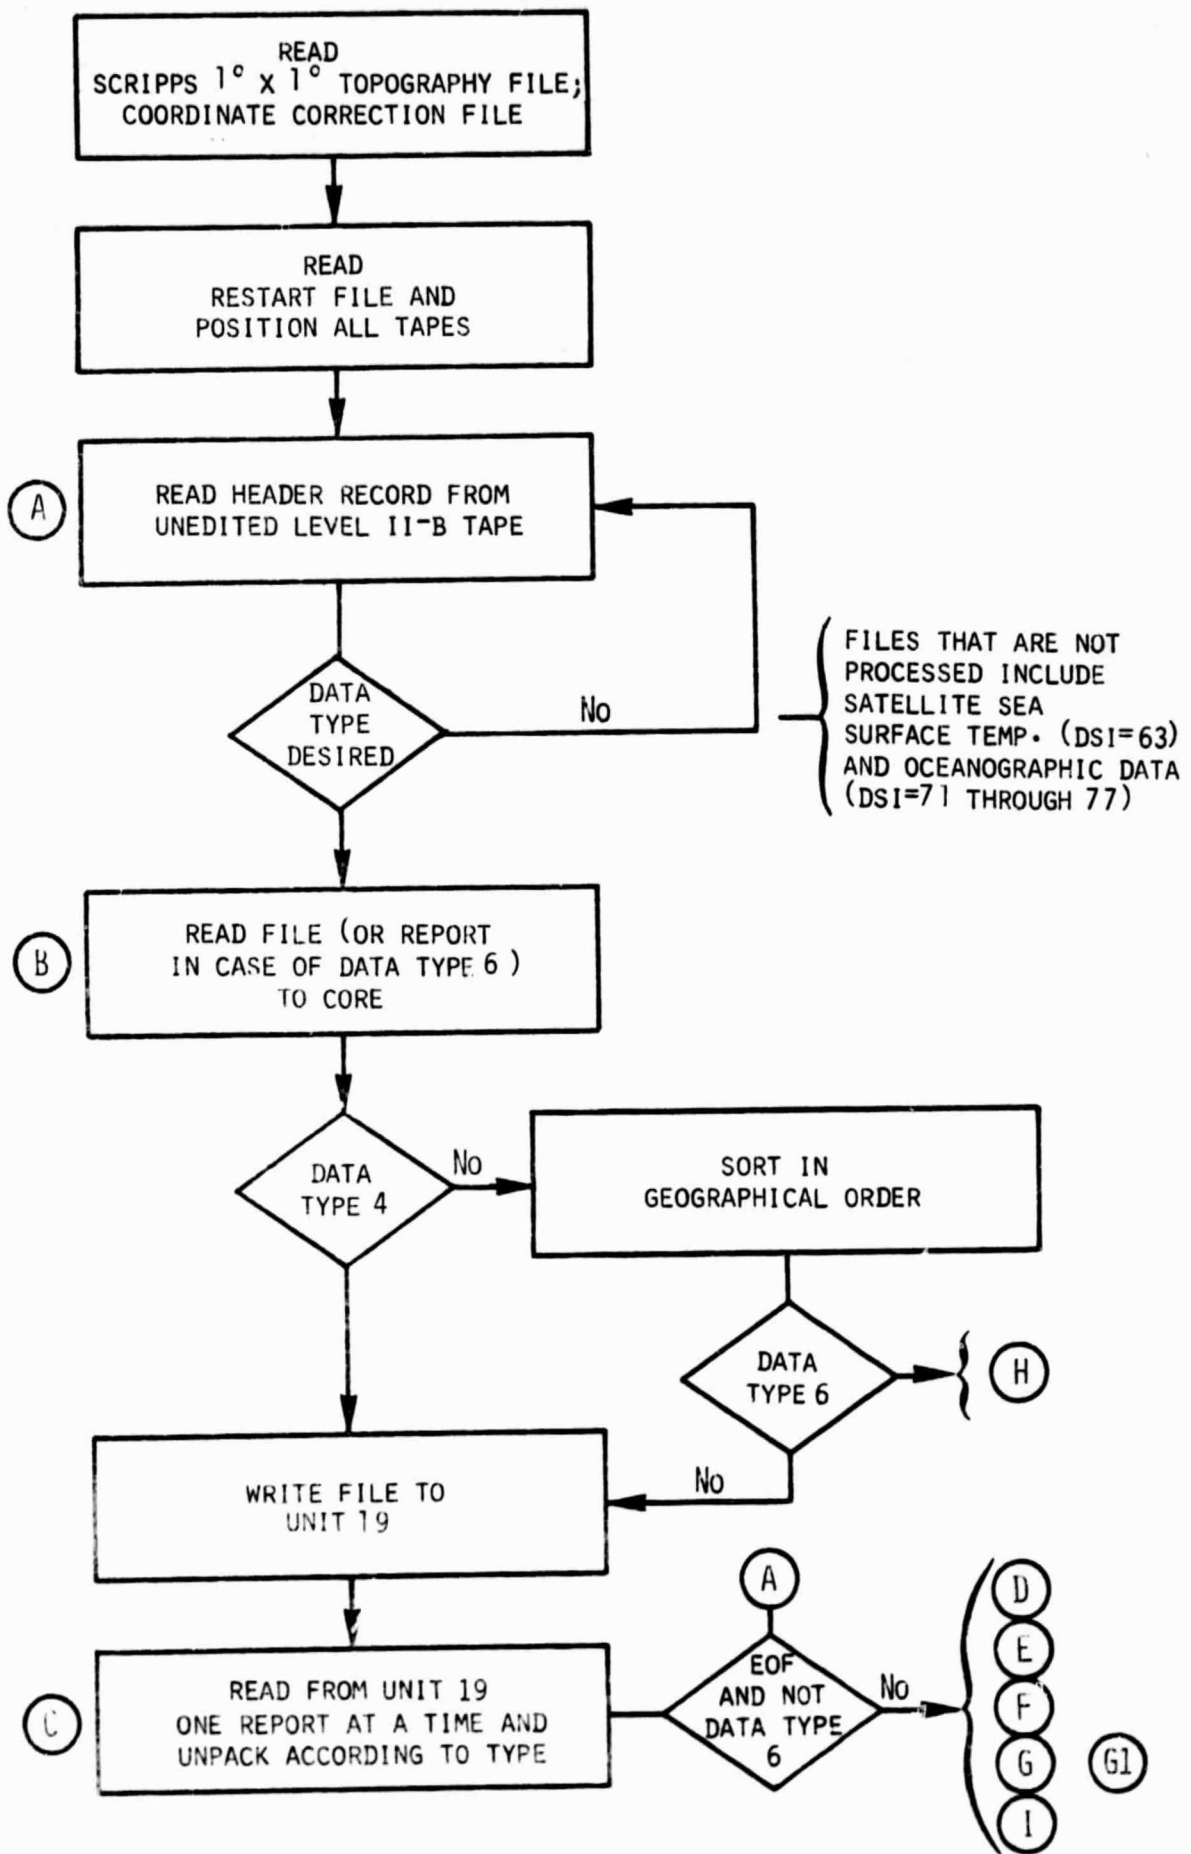 READ
SCRIPPS 1° X 1° TOPOGRAPHY FILE;
COORDINATE CORRECTION FILE
READ
RESTART FILE AND
POSITION ALL TAPES
A
READ HEADER RECORD FROM
UNEDITED LEVEL II-B TAPE
DATA
TYPE
DESIRED
No
FILES THAT ARE NOT
PROCESSED INCLUDE
SATELLITE SEA
SURFACE TEMP. (DSI=63)
AND OCEANOGRAPHIC DATA
(DSI=71 THROUGH 77)
B
READ FILE (OR REPORT
IN CASE OF DATA TYPE 6)
TO CORE
DATA
TYPE 4
No
SORT IN
GEOGRAPHICAL ORDER
DATA
TYPE 6
H
No
WRITE FILE TO
UNIT 19
C
READ FROM UNIT 19
ONE REPORT AT A TIME AND
UNPACK ACCORDING TO TYPE
A
EOF
AND NOT
DATA TYPE
6
No
D
E
F
G
G1
I